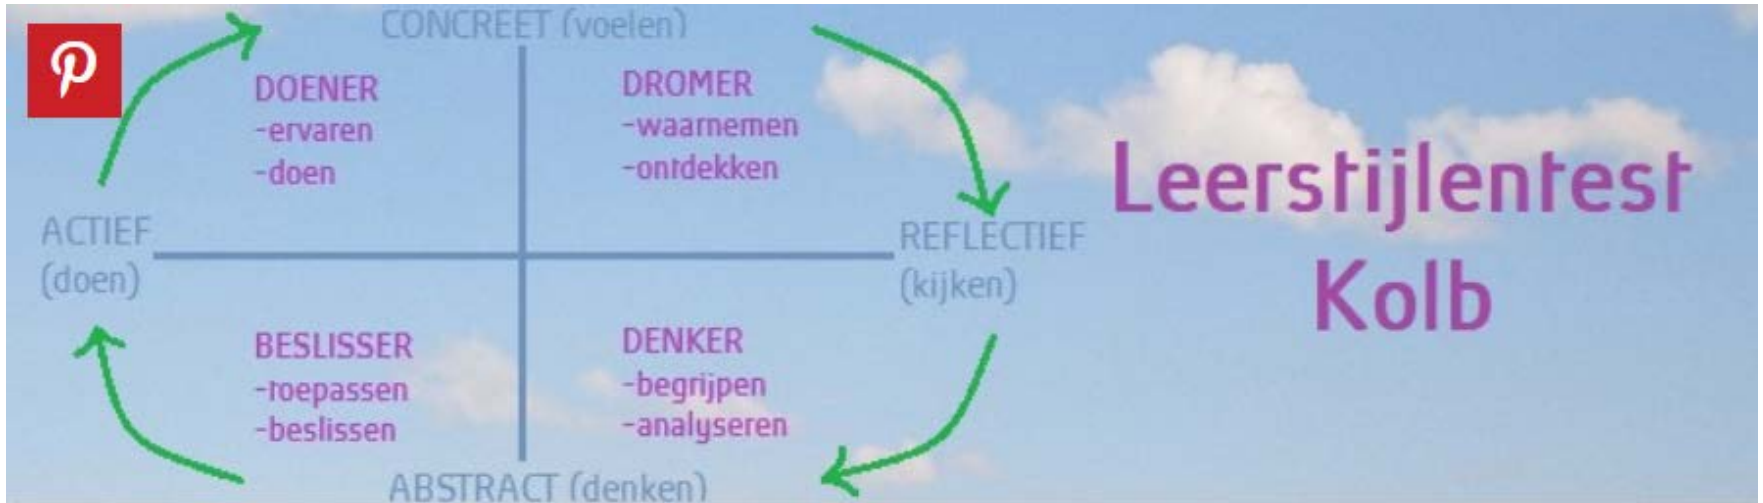 CONCREET (voelen)
DOENER
-ervaren
-doen
DROMER
-waarnemen
-ontdekken
ACTIEF
(doen)
REFLECTIEF
(kijken)
BESLISSER
-toepassen
-beslissen
DENKER
-begrijpen
-analyseren
ABSTRACT (denken)
Leerstijlentest
Kolb